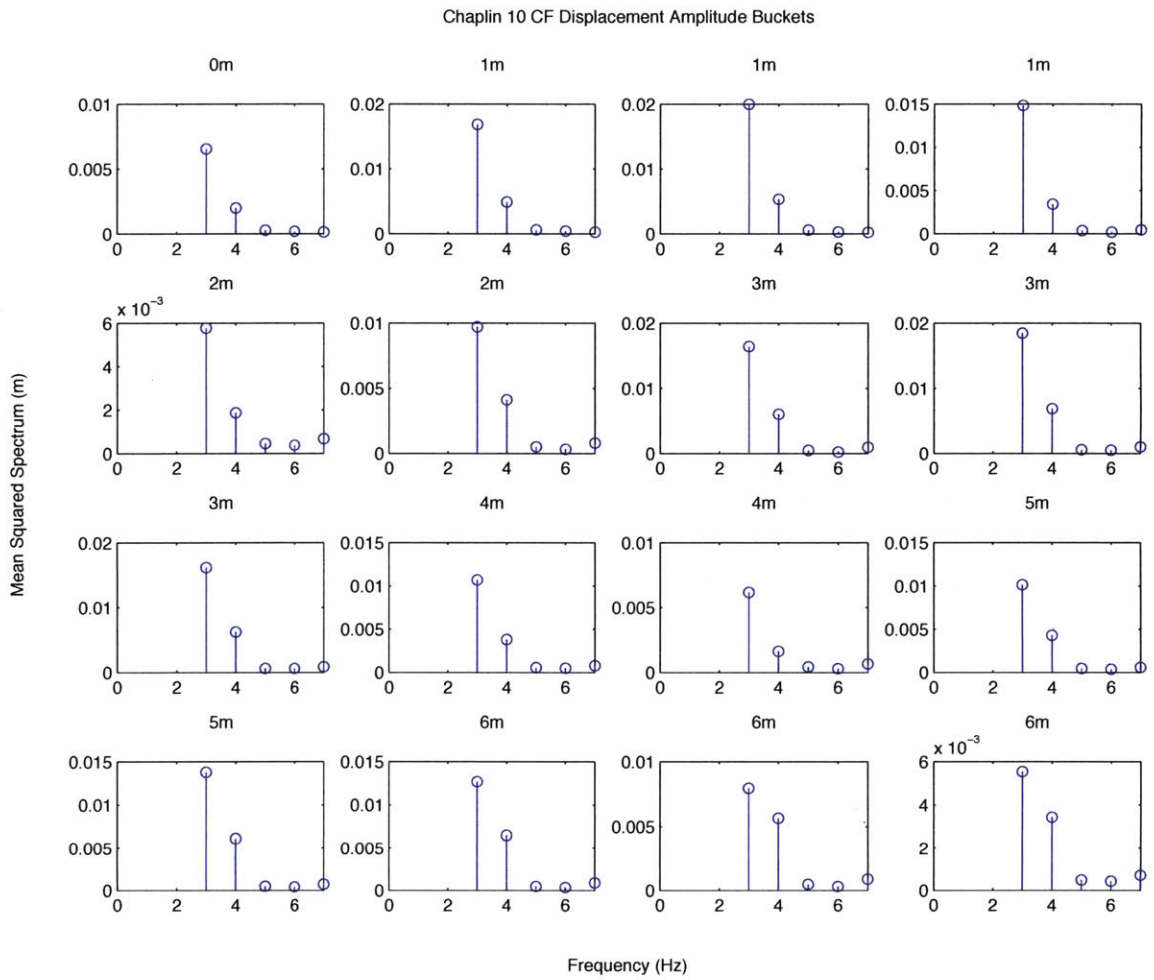 Chaplin 10 CF Displacement Amplitude Buckets
0m 1m 1m 1m
0.01 0.02 0.02 0.015
0.01
0.005 0.01 0.01 0.005
0 0 0 0
0 2 4 6 0 2 4 6 0 2 4 6 0 2 4 6
2m 2m 3m 3m
x 10⁻³
6 0.01 0.02 0.02
4
0.005 0.01 0.01
2
0 0 0 0
0 2 4 6 0 2 4 6 0 2 4 6 0 2 4 6
Mean Squared Spectrum (m)
3m 4m 4m 5m
0.02 0.015 0.01 0.015
0.01 0.01
0.01 0.005 0.005 0.005
0 0 0 0
0 2 4 6 0 2 4 6 0 2 4 6 0 2 4 6
5m 6m 6m 6m
x 10⁻³
0.015 0.015 0.01 6
0.01 0.01 4
0.005 0.005 0.005 2
0 0 0 0
0 2 4 6 0 2 4 6 0 2 4 6 0 2 4 6
Frequency (Hz)